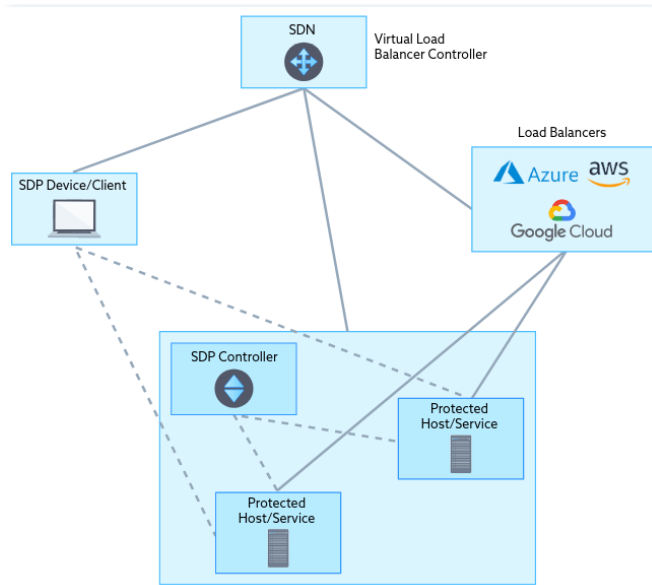 SDN
Virtual Load
Balancer Controller
Load Balancers
SDP Device/Client
Azure
aws
Google Cloud
SDP Controller
Protected
Host/Service
Protected
Host/Service